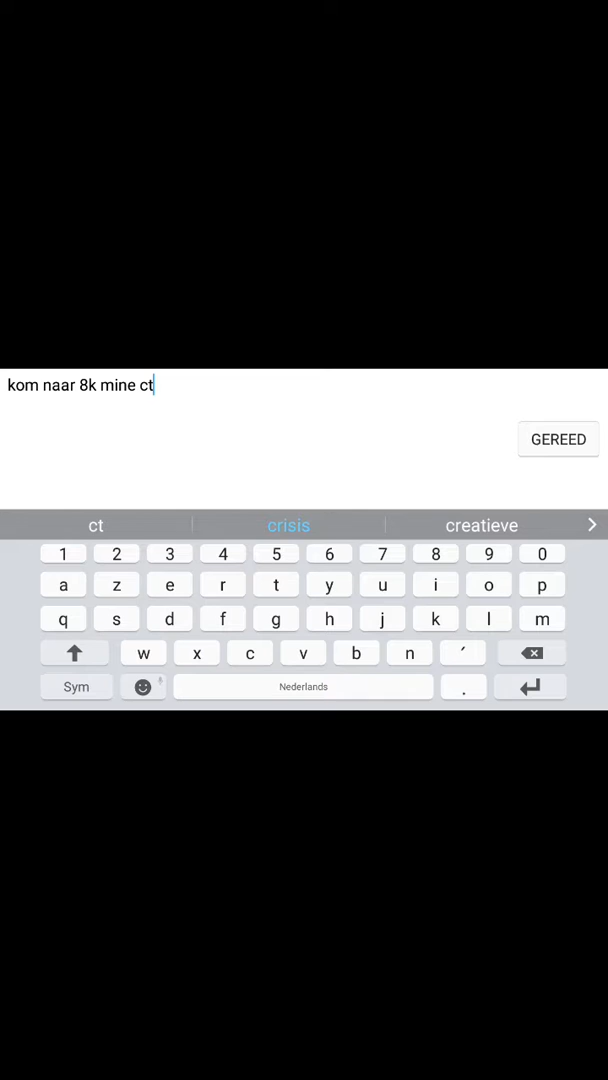 kom naar 8k mine ct
GEREED
ct crisis creatieve
1 2 3 4 5 6 7 8 9 0
a z e r t y u i o p
q s d f g h j k l m
w x c v b n ´
Sym Nederlands .